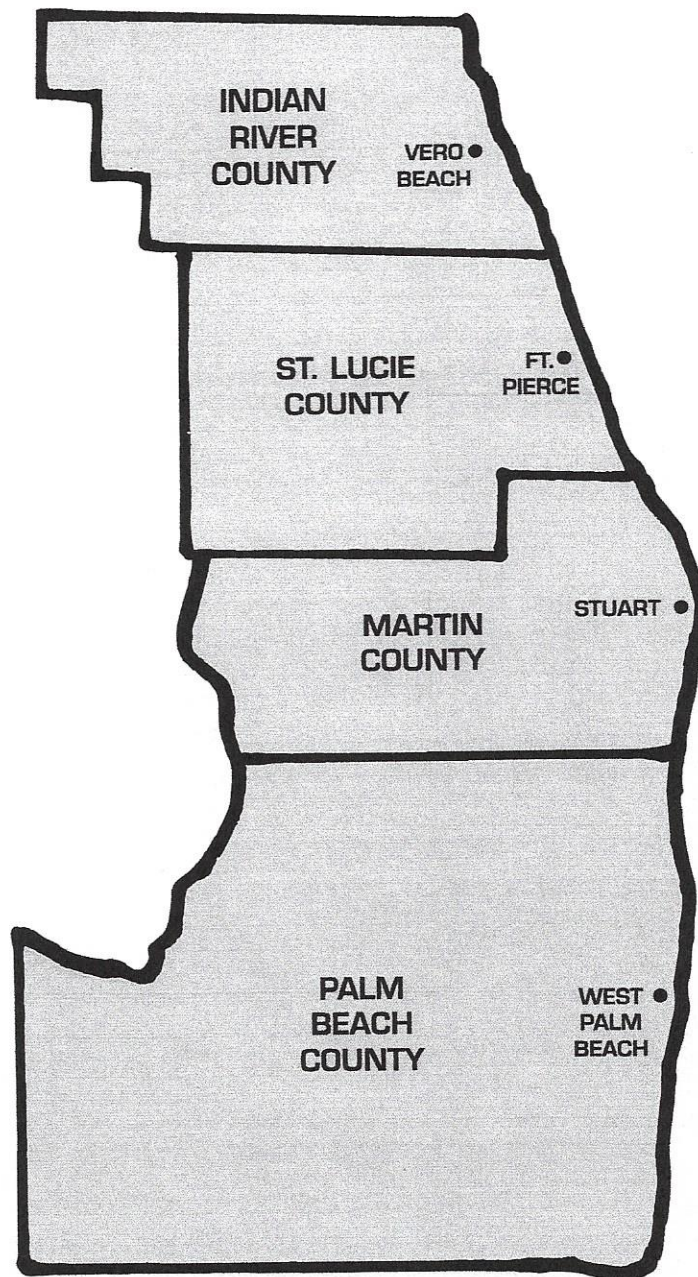 INDIAN
RIVER
COUNTY
VERO
BEACH
ST. LUCIE
COUNTY
FT.
PIERCE
MARTIN
COUNTY
STUART
PALM
BEACH
COUNTY
WEST
PALM
BEACH